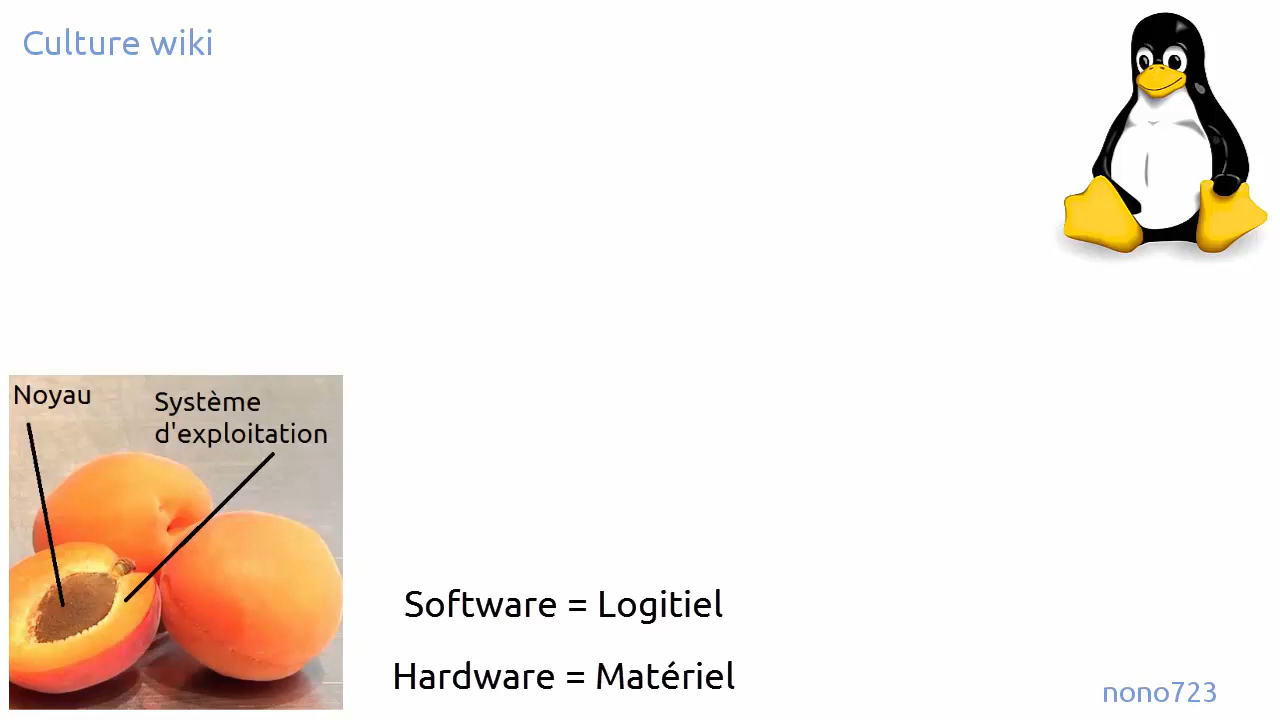 Culture wiki
Noyau
Système
d'exploitation
Software = Logitiel
Hardware = Matériel
nono723